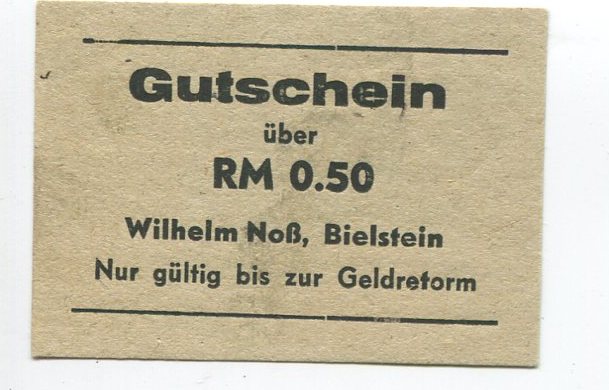 Gutschein
über
RM 0.50
Wilhelm Noß, Bielstein
Nur gültig bis zur Geldreform